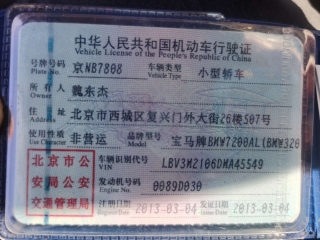 中华人民共和国机动车行驶证
Vehicle License of the People's Republic of China
号牌号码 京NB7808 车辆类型 小型轿车
Plate No. Vehicle Type
所有人 魏东杰
Owner
住址 北京市西城区复兴门外大街26楼507号
Address
使用性质 非营运 品牌型号 宝马牌BMW7200AL(BMW320
Use Character Model
北京市公 车辆识别代号 LBV3M2106DMA45549
VIN
安局公安 发动机号码 0089D030
交通管理局 Engine No.
注册日期 2013-03-04 发证日期 2013-03-04
Register Date Issue Date